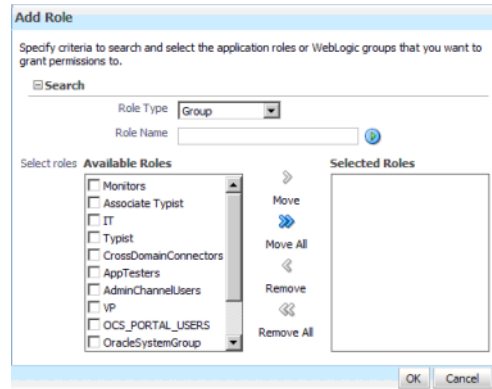 Add Role
Specify criteria to search and select the application roles or WebLogic groups that you want to
grant permissions to.
Search
Role Type Group
Role Name
Select roles Available Roles
Monitors
Associate Typist
IT
Typist
CrossDomainConnectors
AppTesters
AdminChannelUsers
VP
OCS_PORTAL_USERS
OracleSystemGroup
Move
Move All
Remove
Remove All
Selected Roles
OK Cancel